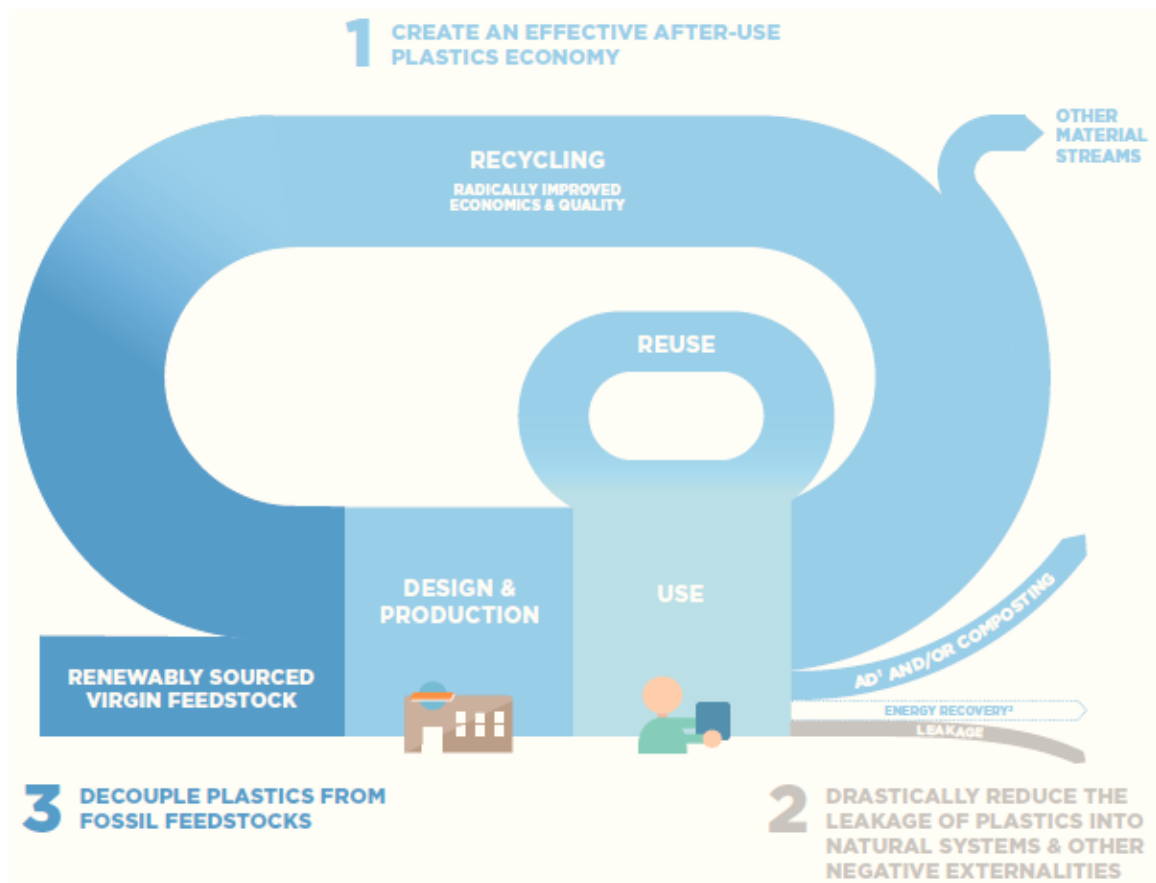 1 CREATE AN EFFECTIVE AFTER-USE
PLASTICS ECONOMY
OTHER
MATERIAL
STREAMS
RECYCLING
RADICALLY IMPROVED
ECONOMICS & QUALITY
REUSE
DESIGN &
PRODUCTION
USE
RENEWABLY SOURCED
VIRGIN FEEDSTOCK
AD¹ AND/OR COMPOSTING
ENERGY RECOVERY²
LEAKAGE
3 DECOUPLE PLASTICS FROM
FOSSIL FEEDSTOCKS
2 DRASTICALLY REDUCE THE
LEAKAGE OF PLASTICS INTO
NATURAL SYSTEMS & OTHER
NEGATIVE EXTERNALITIES